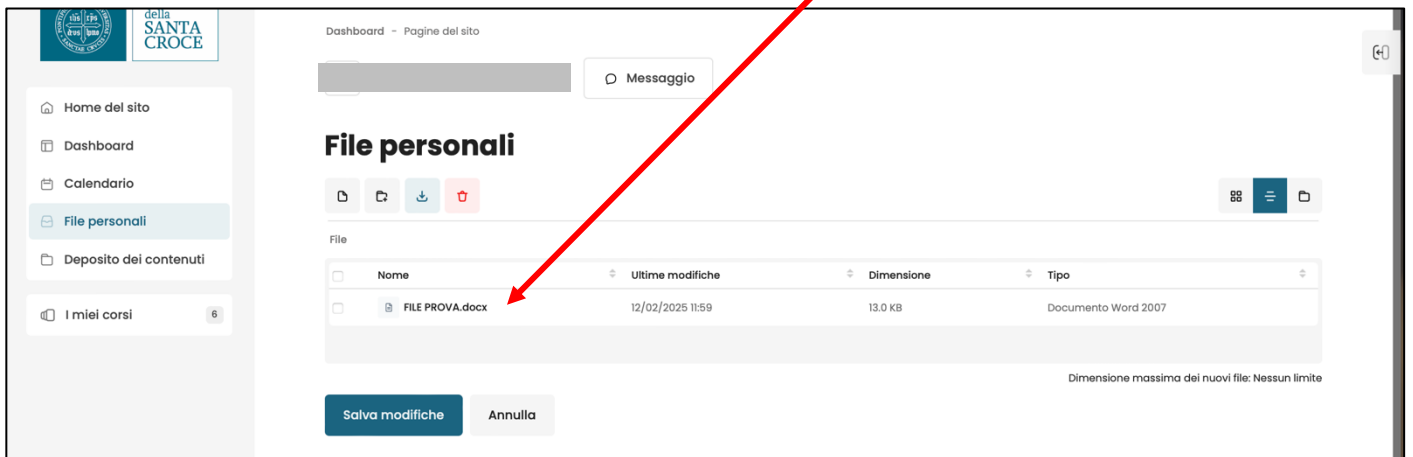 della
SANTA
CROCE
Dashboard - Pagine del sito
Messaggio
Home del sito
Dashboard
Calendario
File personali
Deposito dei contenuti
I miei corsi 6
File personali
File
Nome Ultime modifiche Dimensione Tipo
FILE PROVA.docx 12/02/2025 11:59 13.0 KB Documento Word 2007
Dimensione massima dei nuovi file: Nessun limite
Salva modifiche Annulla